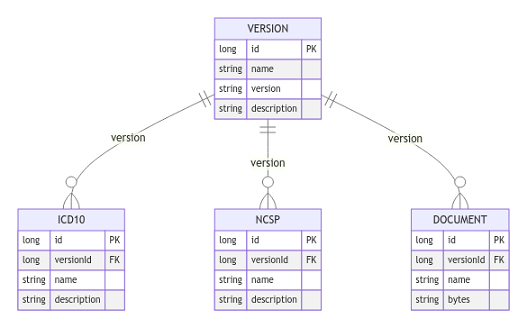 VERSION
long id PK
string name
string version
string description
version
version
version
ICD10
long id PK
long versionId FK
string name
string description
NCSP
long id PK
long versionId FK
string name
string description
DOCUMENT
long id PK
long versionId FK
string name
string bytes